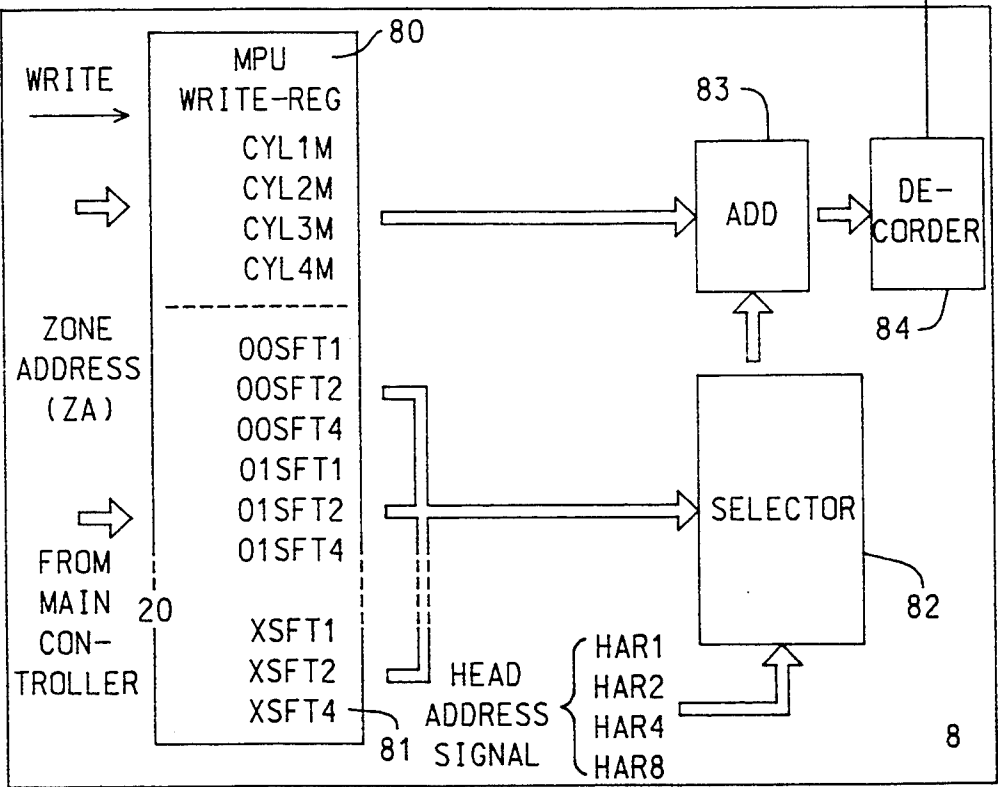 WRITE
MPU
WRITE-REG
80
CYL1M
CYL2M
CYL3M
CYL4M
83
ADD
DE-
CORDER
84
ZONE
ADDRESS
(ZA)
00SFT1
00SFT2
00SFT4
01SFT1
01SFT2
01SFT4
SELECTOR
82
FROM
MAIN
CON-
TROLLER
20
XSFT1
XSFT2
XSFT4
81
HEAD
ADDRESS
SIGNAL
HAR1
HAR2
HAR4
HAR8
8